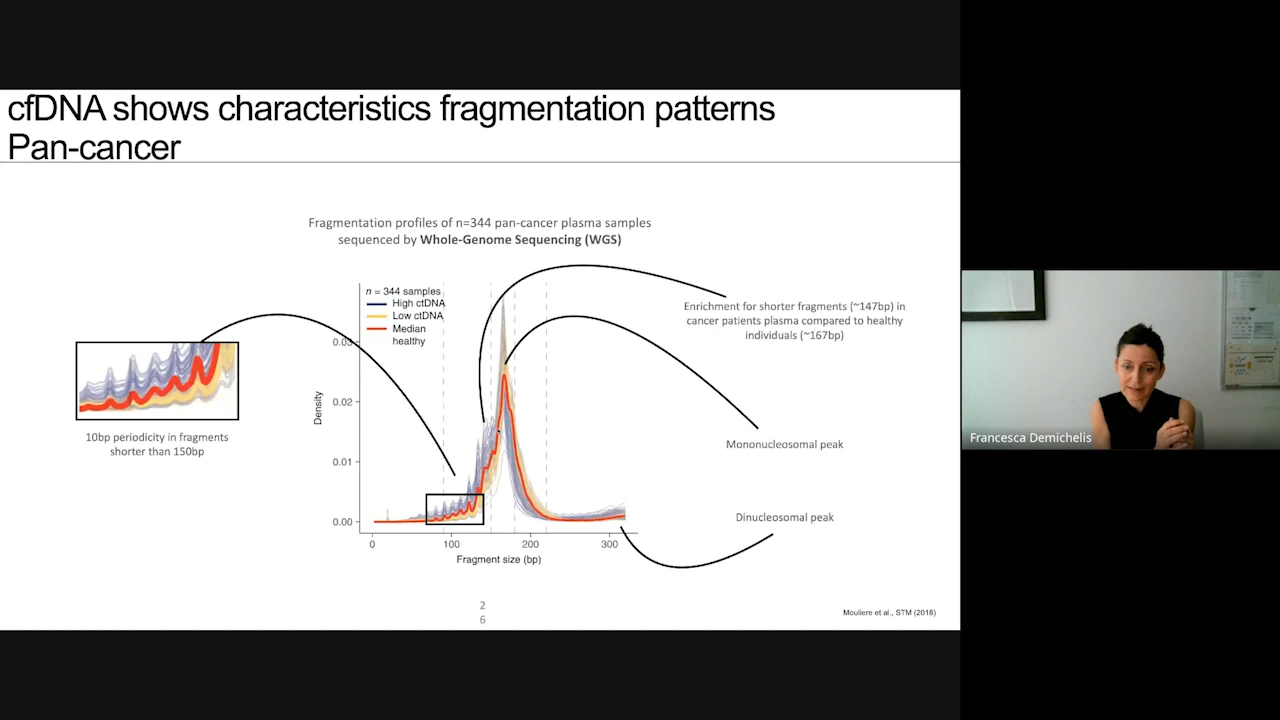 cfDNA shows characteristics fragmentation patterns
Pan-cancer
Fragmentation profiles of n=344 pan-cancer plasma samples
sequenced by Whole-Genome Sequencing (WGS)
n = 344 samples
High ctDNA
Low ctDNA
Median
healthy
0.03
0.02
0.01
0.00
Density
0
100
200
300
Fragment size (bp)
10bp periodicity in fragments
shorter than 150bp
Enrichment for shorter fragments (~147bp) in
cancer patients plasma compared to healthy
individuals (~167bp)
Mononucleosomal peak
Dinucleosomal peak
2
6
Mouliere et al., STM (2018)
Francesca Demichelis